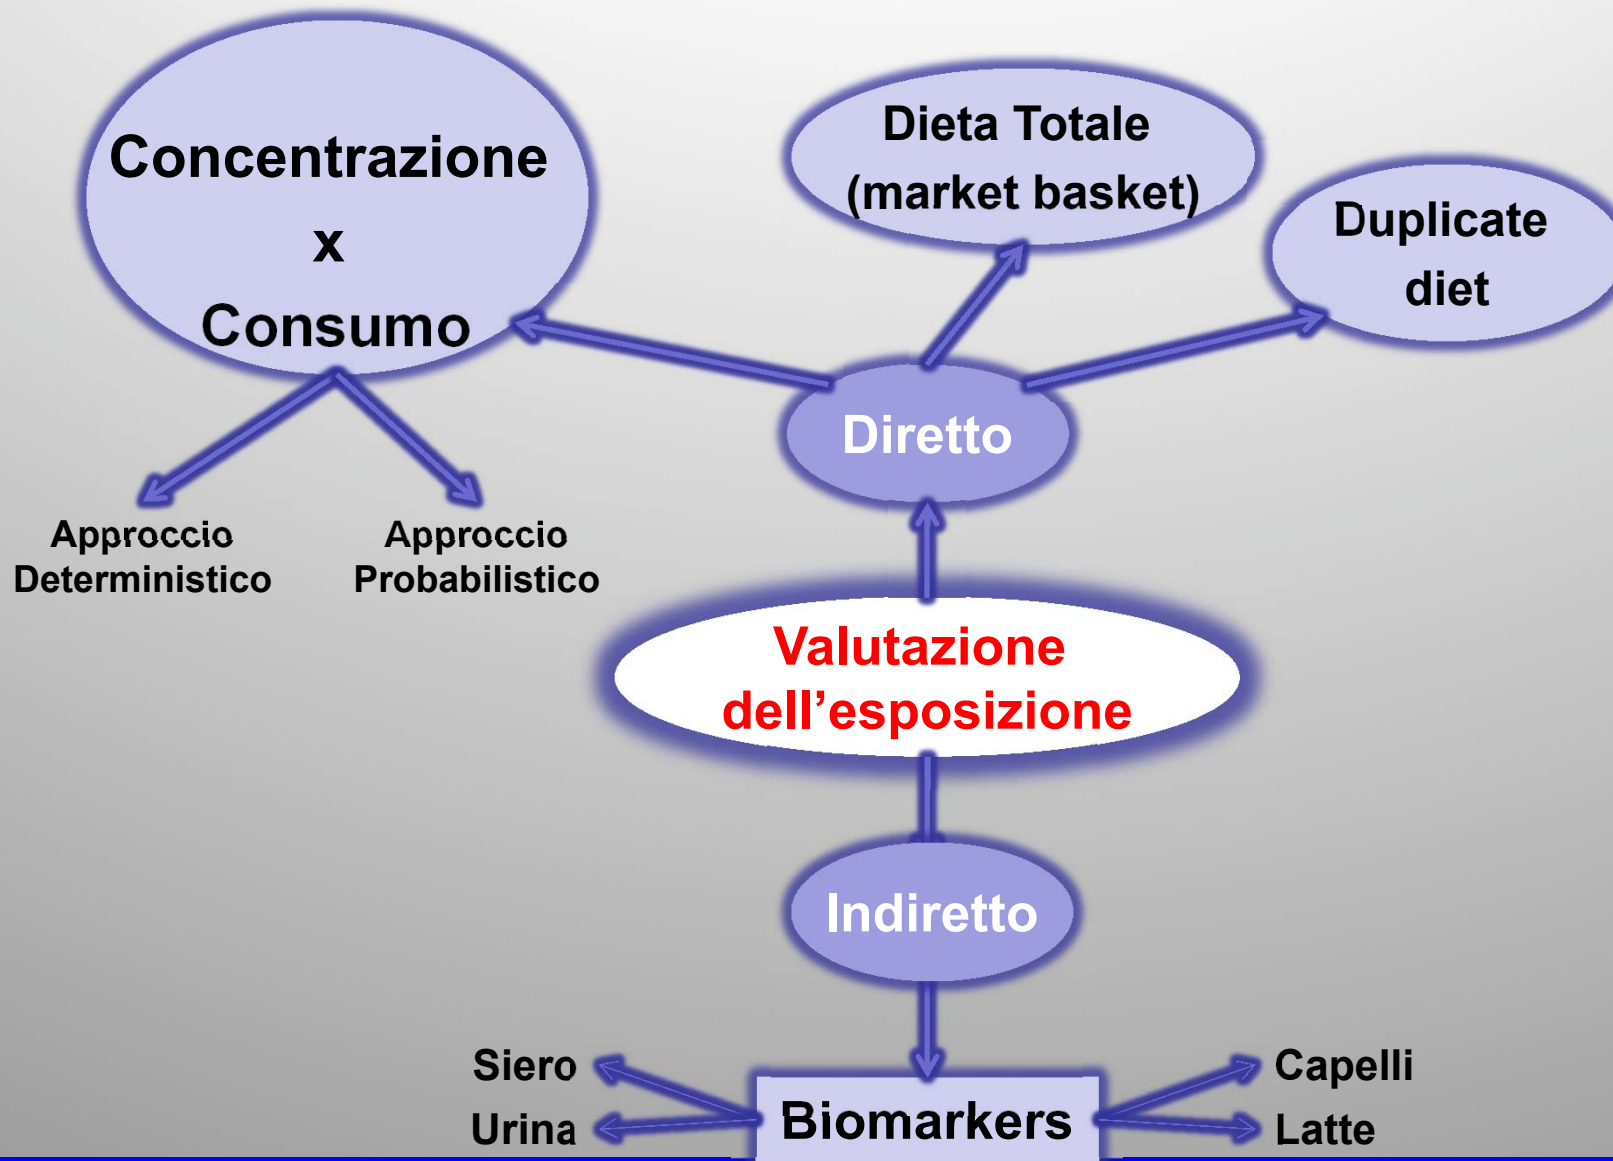 Concentrazione
x
Consumo
Dieta Totale
(market basket)
Duplicate
diet
Diretto
Approccio
Deterministico
Approccio
Probabilistico
Valutazione
dell’esposizione
Indiretto
Siero
Urina
Biomarkers
Capelli
Latte